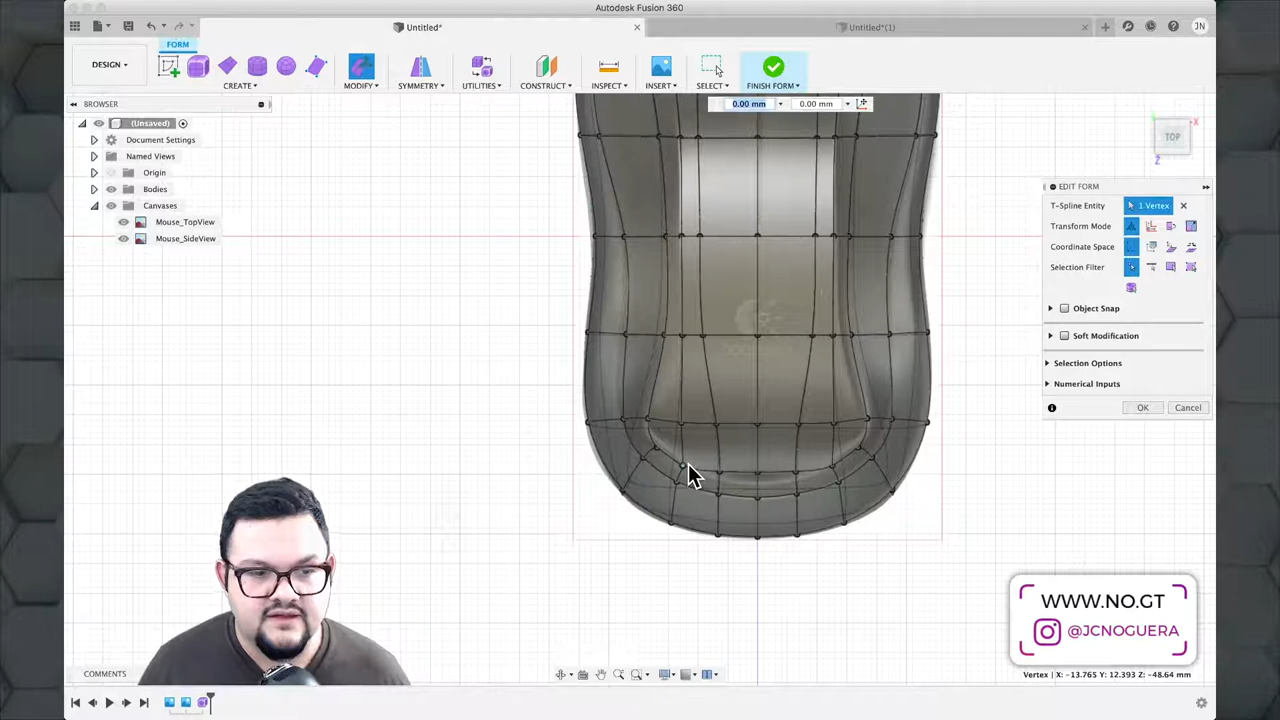 Autodesk Fusion 360
Untitled*
Untitled*(1)
JN
FORM
DESIGN
CREATE
MODIFY
SYMMETRY
UTILITIES
CONSTRUCT
INSPECT
INSERT
SELECT
FINISH FORM
BROWSER
0.00 mm
0.00 mm
(Unsaved)
Document Settings
Named Views
Origin
Bodies
Canvases
Mouse_TopView
Mouse_SideView
X
TOP
Z
EDIT FORM
T-Spline Entity
1 Vertex
Transform Mode
Coordinate Space
Selection Filter
Object Snap
Soft Modification
Selection Options
Numerical Inputs
OK
Cancel
WWW.NO.GT
@JCNOGUERA
COMMENTS
Vertex | X: -13.765 Y: 12.393 Z: -48.64 mm